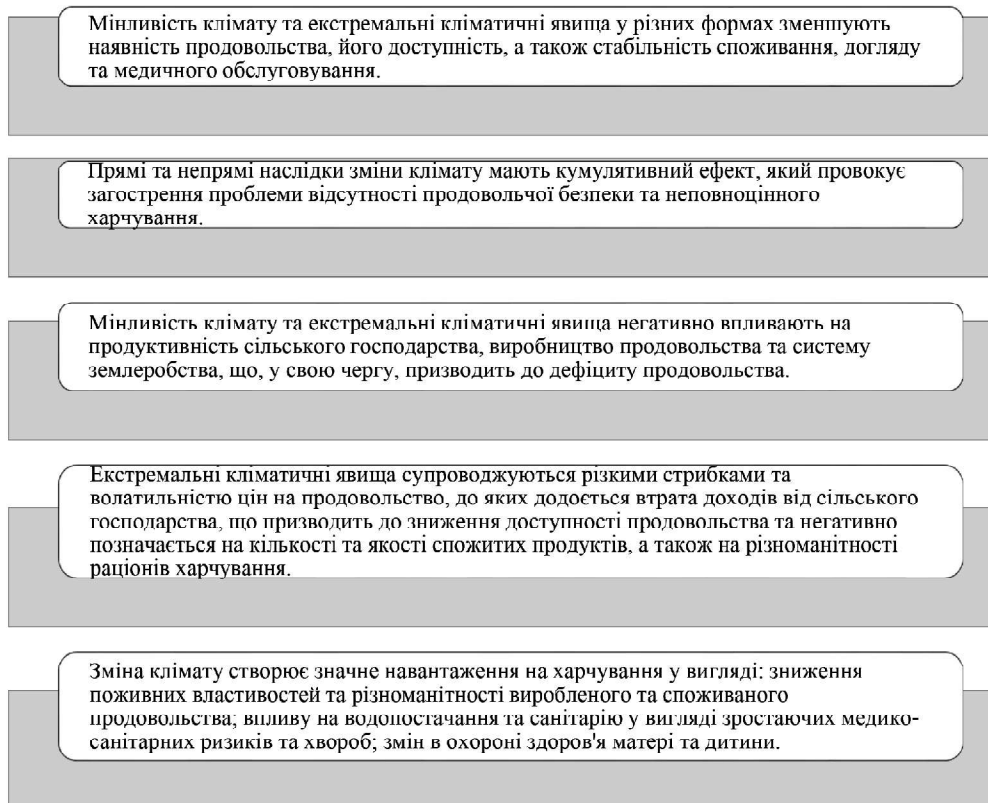 Мінливість клімату та екстремальні кліматичні явища у різних формах зменшують
наявність продовольства, його доступність, а також стабільність споживання, догляду
та медичного обслуговування.
Прямі та непрямі наслідки зміни клімату мають кумулятивний ефект, який провокує
загострення проблеми відсутності продовольчої безпеки та неповноцінного
харчування.
Мінливість клімату та екстремальні кліматичні явища негативно впливають на
продуктивність сільського господарства, виробництво продовольства та систему
землеробства, що, у свою чергу, призводить до дефіциту продовольства.
Екстремальні кліматичні явища супроводжуються різкими стрибками та
волатильністю цін на продовольство, до яких додоється втрата доходів від сільського
господарства, що призводить до зниження доступності продовольства та негативно
позначається на кількості та якості спожитих продуктів, а також на різноманітності
раціонів харчування.
Зміна клімату створює значне навантаження на харчування у вигляді: зниження
поживних властивостей та різноманітності виробленого та споживаного
продовольства; впливу на водопостачання та санітарію у вигляді зростаючих медико-
санітарних ризиків та хвороб; змін в охороні здоров'я матері та дитини.